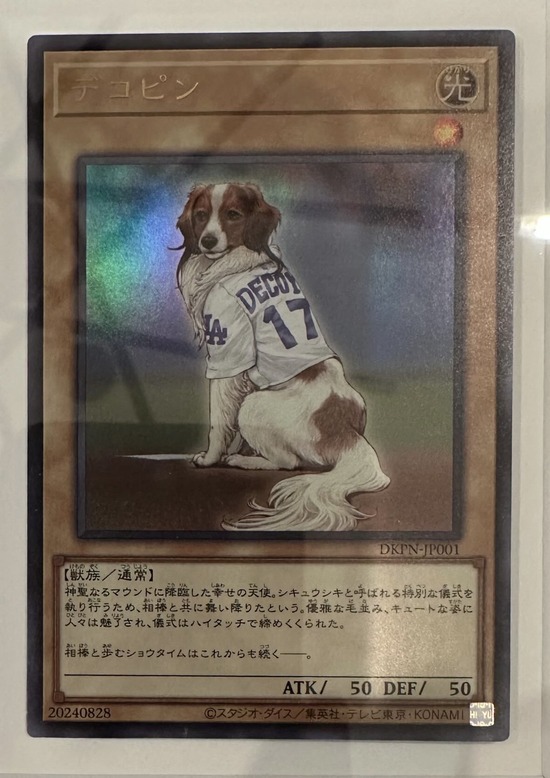 デコピン
光
DECOY
17
LA
DKPN-JP001
【獣族／通常】
神聖なるマウンドに降臨した幸せの天使。シキュウシキと呼ばれる特別な儀式を
執り行うため、相棒と共に舞い降りたという。優雅な毛並み、キュートな姿に
人々は魅了され、儀式はハイタッチで締めくくられた。
相棒と歩むショウタイムはこれからも続く──。
ATK/ 50 DEF/ 50
20240828 ©スタジオ・ダイス／集英社・テレビ東京・KONAMI